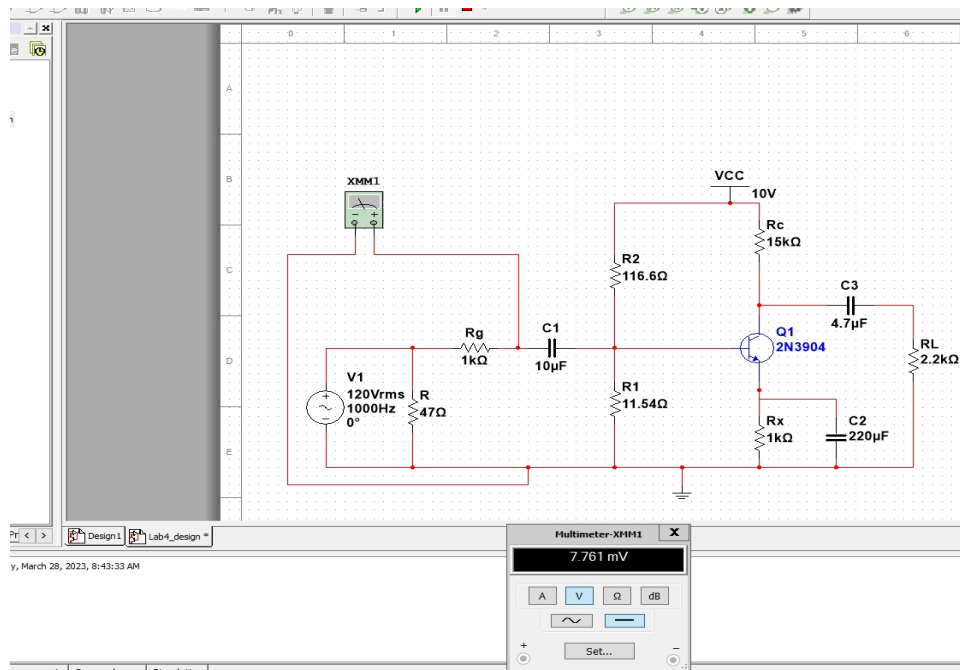 0 1 2 3 4 5 6
A
B
C
D
E
XMM1
VCC
10V
Rc
15kΩ
R2
116.6Ω
C3
4.7µF
Q1
2N3904
Rg
1kΩ
C1
10µF
RL
2.2kΩ
V1
120Vrms
1000Hz
0°
R
47Ω
R1
11.54Ω
Rx
1kΩ
C2
220µF
Design1 Lab4_design *
y, March 28, 2023, 8:43:33 AM
Multimeter-XMM1 X
7.761 mV
A V Ω dB
Set...
+ −